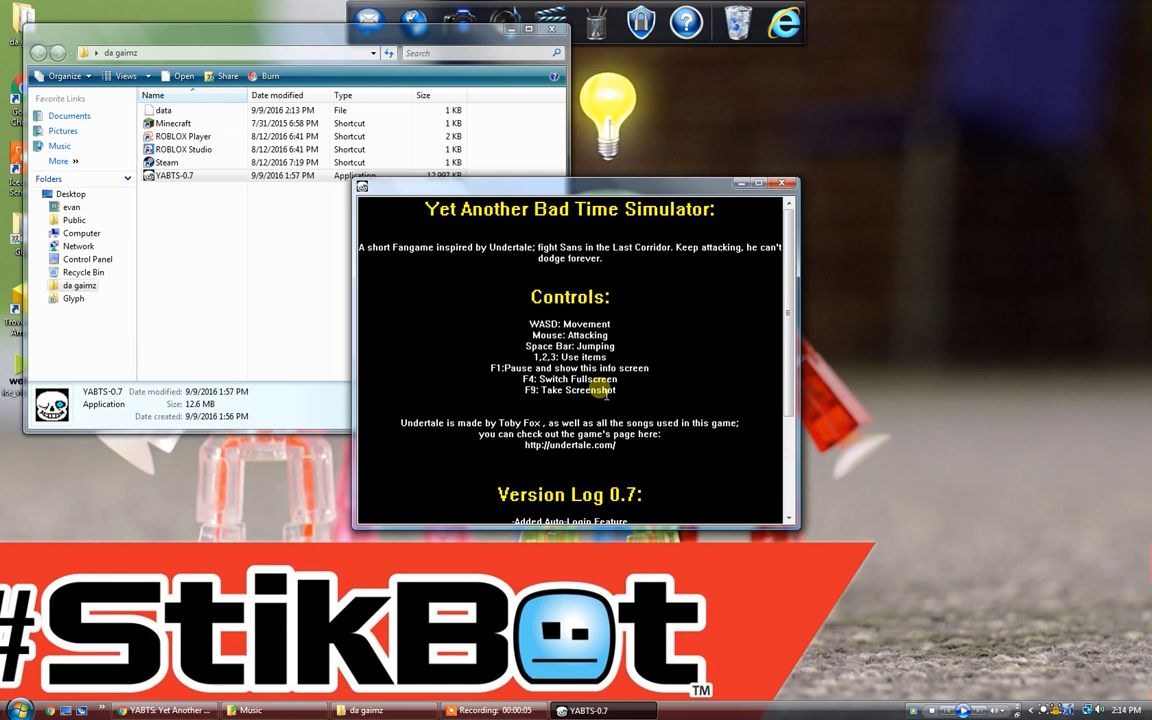 da gaimz
Search
Organize Views Open Share Burn
Favorite Links
Documents
Pictures
Music
More »
Folders
Desktop
evan
Public
Computer
Network
Control Panel
Recycle Bin
da gaimz
Glyph
Name Date modified Type Size
data 9/9/2016 2:13 PM File 1 KB
Minecraft 7/31/2015 6:58 PM Shortcut 1 KB
ROBLOX Player 8/12/2016 6:41 PM Shortcut 2 KB
ROBLOX Studio 8/12/2016 6:41 PM Shortcut 1 KB
Steam 8/12/2016 7:19 PM Shortcut 1 KB
YABTS-0.7 9/9/2016 1:57 PM Application 12,997 KB
YABTS-0.7 Date modified: 9/9/2016 1:57 PM
Application Size: 12.6 MB
Date created: 9/9/2016 1:56 PM
Yet Another Bad Time Simulator:
A short Fangame inspired by Undertale; fight Sans in the Last Corridor. Keep attacking, he can't
dodge forever.
Controls:
WASD: Movement
Mouse: Attacking
Space Bar: Jumping
1,2,3: Use items
F1:Pause and show this info screen
F4: Switch Fullscreen
F9: Take Screenshot
Undertale is made by Toby Fox , as well as all the songs used in this game;
you can check out the game's page here:
http://undertale.com/
Version Log 0.7:
-Added Auto-Login Feature
#StikBot
TM
YABTS: Yet Another ... Music da gaimz Recording: 00:00:05 YABTS-0.7 2:14 PM